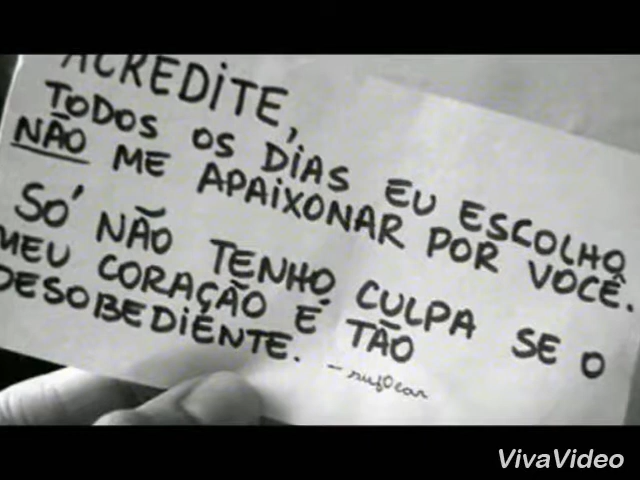 ACREDITE,
TODOS OS DIAS EU ESCOLHO
NÃO ME APAIXONAR POR VOCÊ.
SÓ NÃO TENHO CULPA SE O
MEU CORAÇÃO É TÃO
DESOBEDIENTE.
VivaVideo